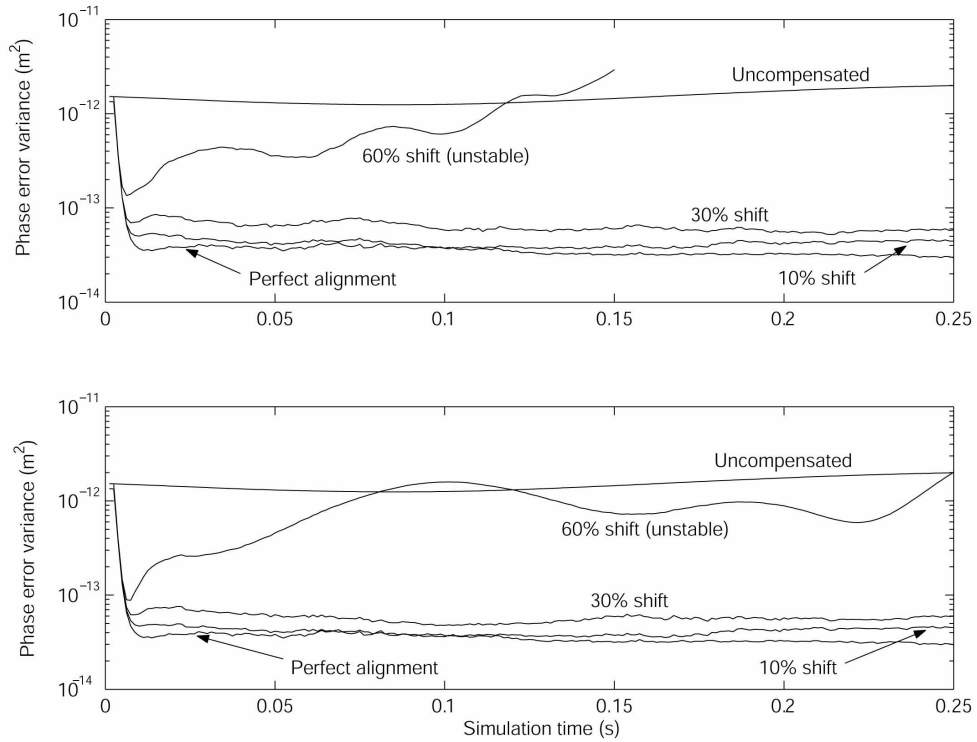 10⁻¹¹
10⁻¹²
10⁻¹³
10⁻¹⁴
Phase error variance (m²)
Uncompensated
60% shift (unstable)
30% shift
Perfect alignment
10% shift
0 0.05 0.1 0.15 0.2 0.25
10⁻¹¹
10⁻¹²
10⁻¹³
10⁻¹⁴
Phase error variance (m²)
Uncompensated
60% shift (unstable)
30% shift
Perfect alignment
10% shift
0 0.05 0.1 0.15 0.2 0.25
Simulation time (s)